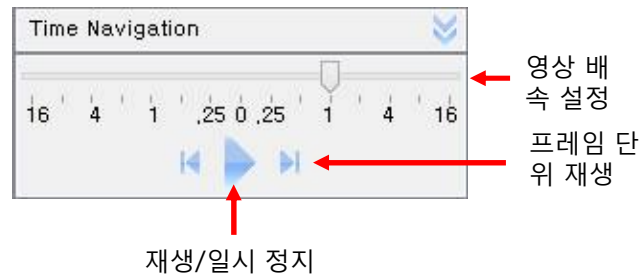 Time Navigation
영상 배
속 설정
16 4 1 .25 0 .25 1 4 16
프레임 단
위 재생
재생/일시 정지